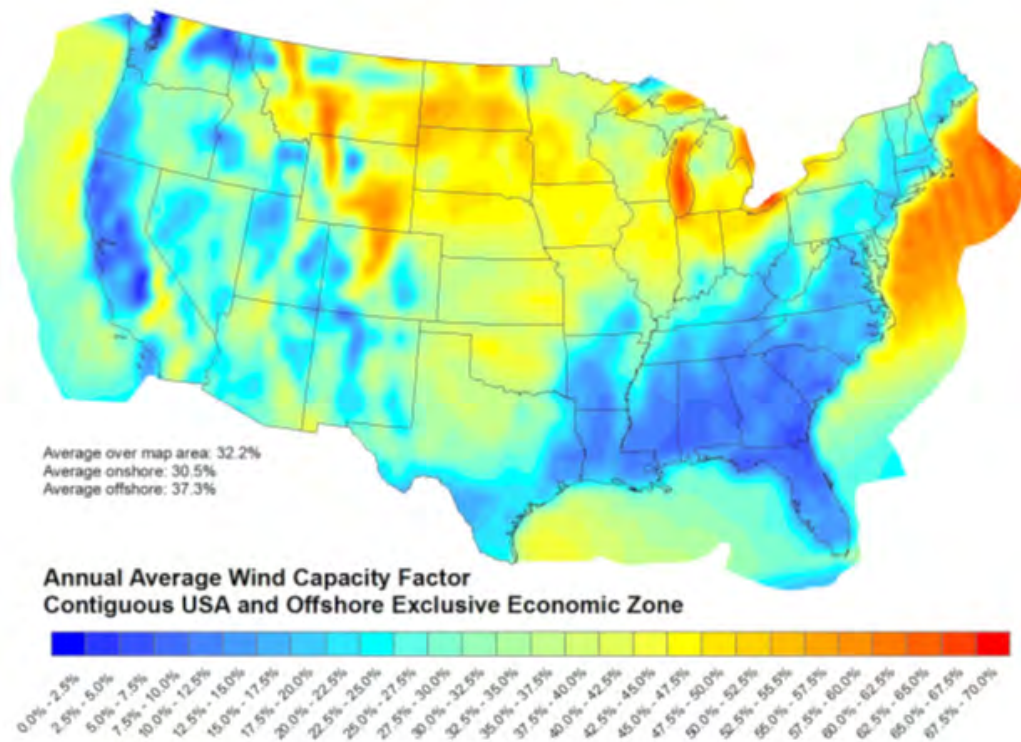 Average over map area: 32.2%
Average onshore: 30.5%
Average offshore: 37.3%
Annual Average Wind Capacity Factor
Contiguous USA and Offshore Exclusive Economic Zone
0.0% - 2.5%
2.5% - 5.0%
5.0% - 7.5%
7.5% - 10.0%
10.0% - 12.5%
12.5% - 15.0%
15.0% - 17.5%
17.5% - 20.0%
20.0% - 22.5%
22.5% - 25.0%
25.0% - 27.5%
27.5% - 30.0%
30.0% - 32.5%
32.5% - 35.0%
35.0% - 37.5%
37.5% - 40.0%
40.0% - 42.5%
42.5% - 45.0%
45.0% - 47.5%
47.5% - 50.0%
50.0% - 52.5%
52.5% - 55.5%
55.0% - 57.5%
57.5% - 60.0%
60.0% - 62.5%
62.5% - 65.0%
65.0% - 67.5%
67.5% - 70.0%